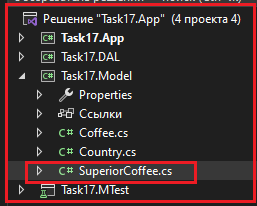 Решение "Task17.App" (4 проекта 4)
Task17.App
Task17.DAL
Task17.Model
Properties
Ссылки
C# Coffee.cs
C# Country.cs
C# SuperiorCoffee.cs
Task17.MTest